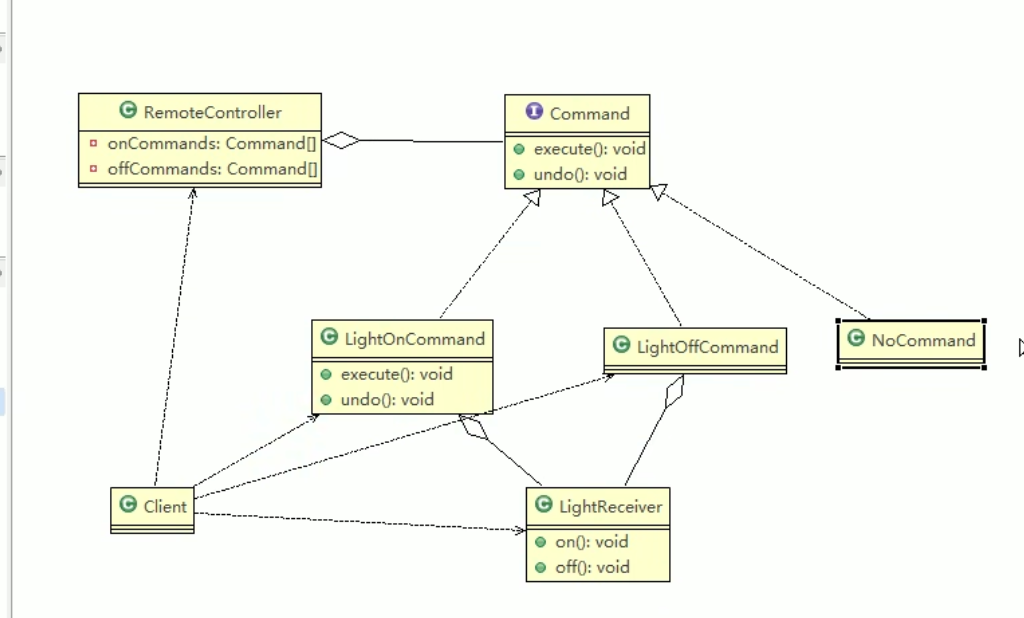 RemoteController
onCommands: Command[]
offCommands: Command[]
Command
execute(): void
undo(): void
LightOnCommand
execute(): void
undo(): void
LightOffCommand
NoCommand
Client
LightReceiver
on(): void
off(): void